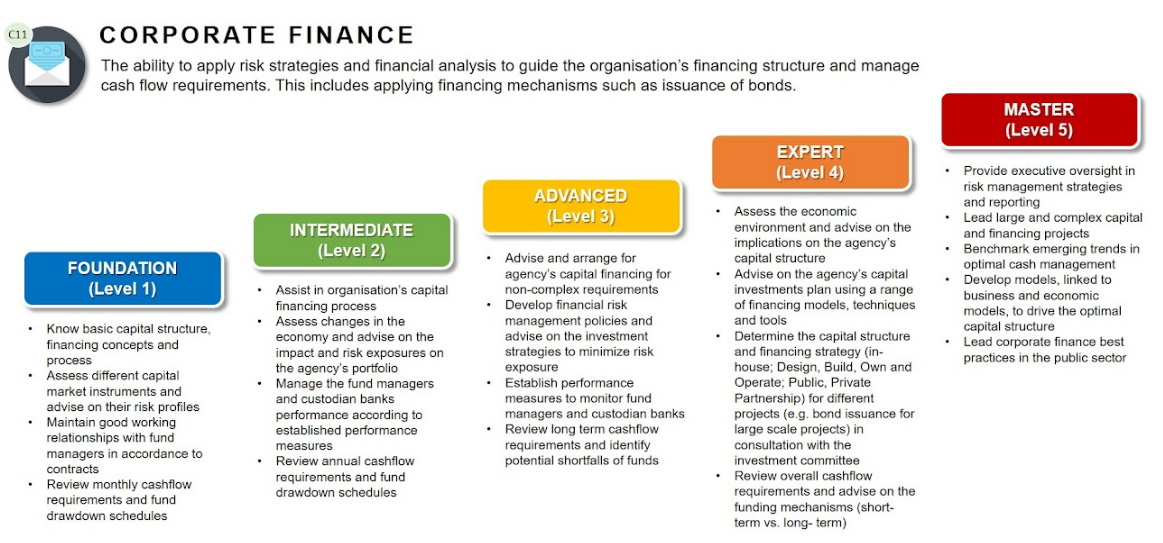 C11
CORPORATE FINANCE
The ability to apply risk strategies and financial analysis to guide the organisation's financing structure and manage
cash flow requirements. This includes applying financing mechanisms such as issuance of bonds.
FOUNDATION
(Level 1)
• Know basic capital structure,
financing concepts and
process
• Assess different capital
market instruments and
advise on their risk profiles
• Maintain good working
relationships with fund
managers in accordance to
contracts
• Review monthly cashflow
requirements and fund
drawdown schedules
INTERMEDIATE
(Level 2)
• Assist in organisation's capital
financing process
• Assess changes in the
economy and advise on the
impact and risk exposures on
the agency's portfolio
• Manage the fund managers
and custodian banks
performance according to
established performance
measures
• Review annual cashflow
requirements and fund
drawdown schedules
ADVANCED
(Level 3)
• Advise and arrange for
agency's capital financing for
non-complex requirements
• Develop financial risk
management policies and
advise on the investment
strategies to minimize risk
exposure
• Establish performance
measures to monitor fund
managers and custodian banks
• Review long term cashflow
requirements and identify
potential shortfalls of funds
EXPERT
(Level 4)
• Assess the economic
environment and advise on the
implications on the agency's
capital structure
• Advise on the agency's capital
investments plan using a range
of financing models, techniques
and tools
• Determine the capital structure
and financing strategy (in-
house; Design, Build, Own and
Operate; Public, Private
Partnership) for different
projects (e.g. bond issuance for
large scale projects) in
consultation with the
investment committee
• Review overall cashflow
requirements and advise on the
funding mechanisms (short-
term vs. long- term)
MASTER
(Level 5)
• Provide executive oversight in
risk management strategies
and reporting
• Lead large and complex capital
and financing projects
• Benchmark emerging trends in
optimal cash management
• Develop models, linked to
business and economic
models, to drive the optimal
capital structure
• Lead corporate finance best
practices in the public sector